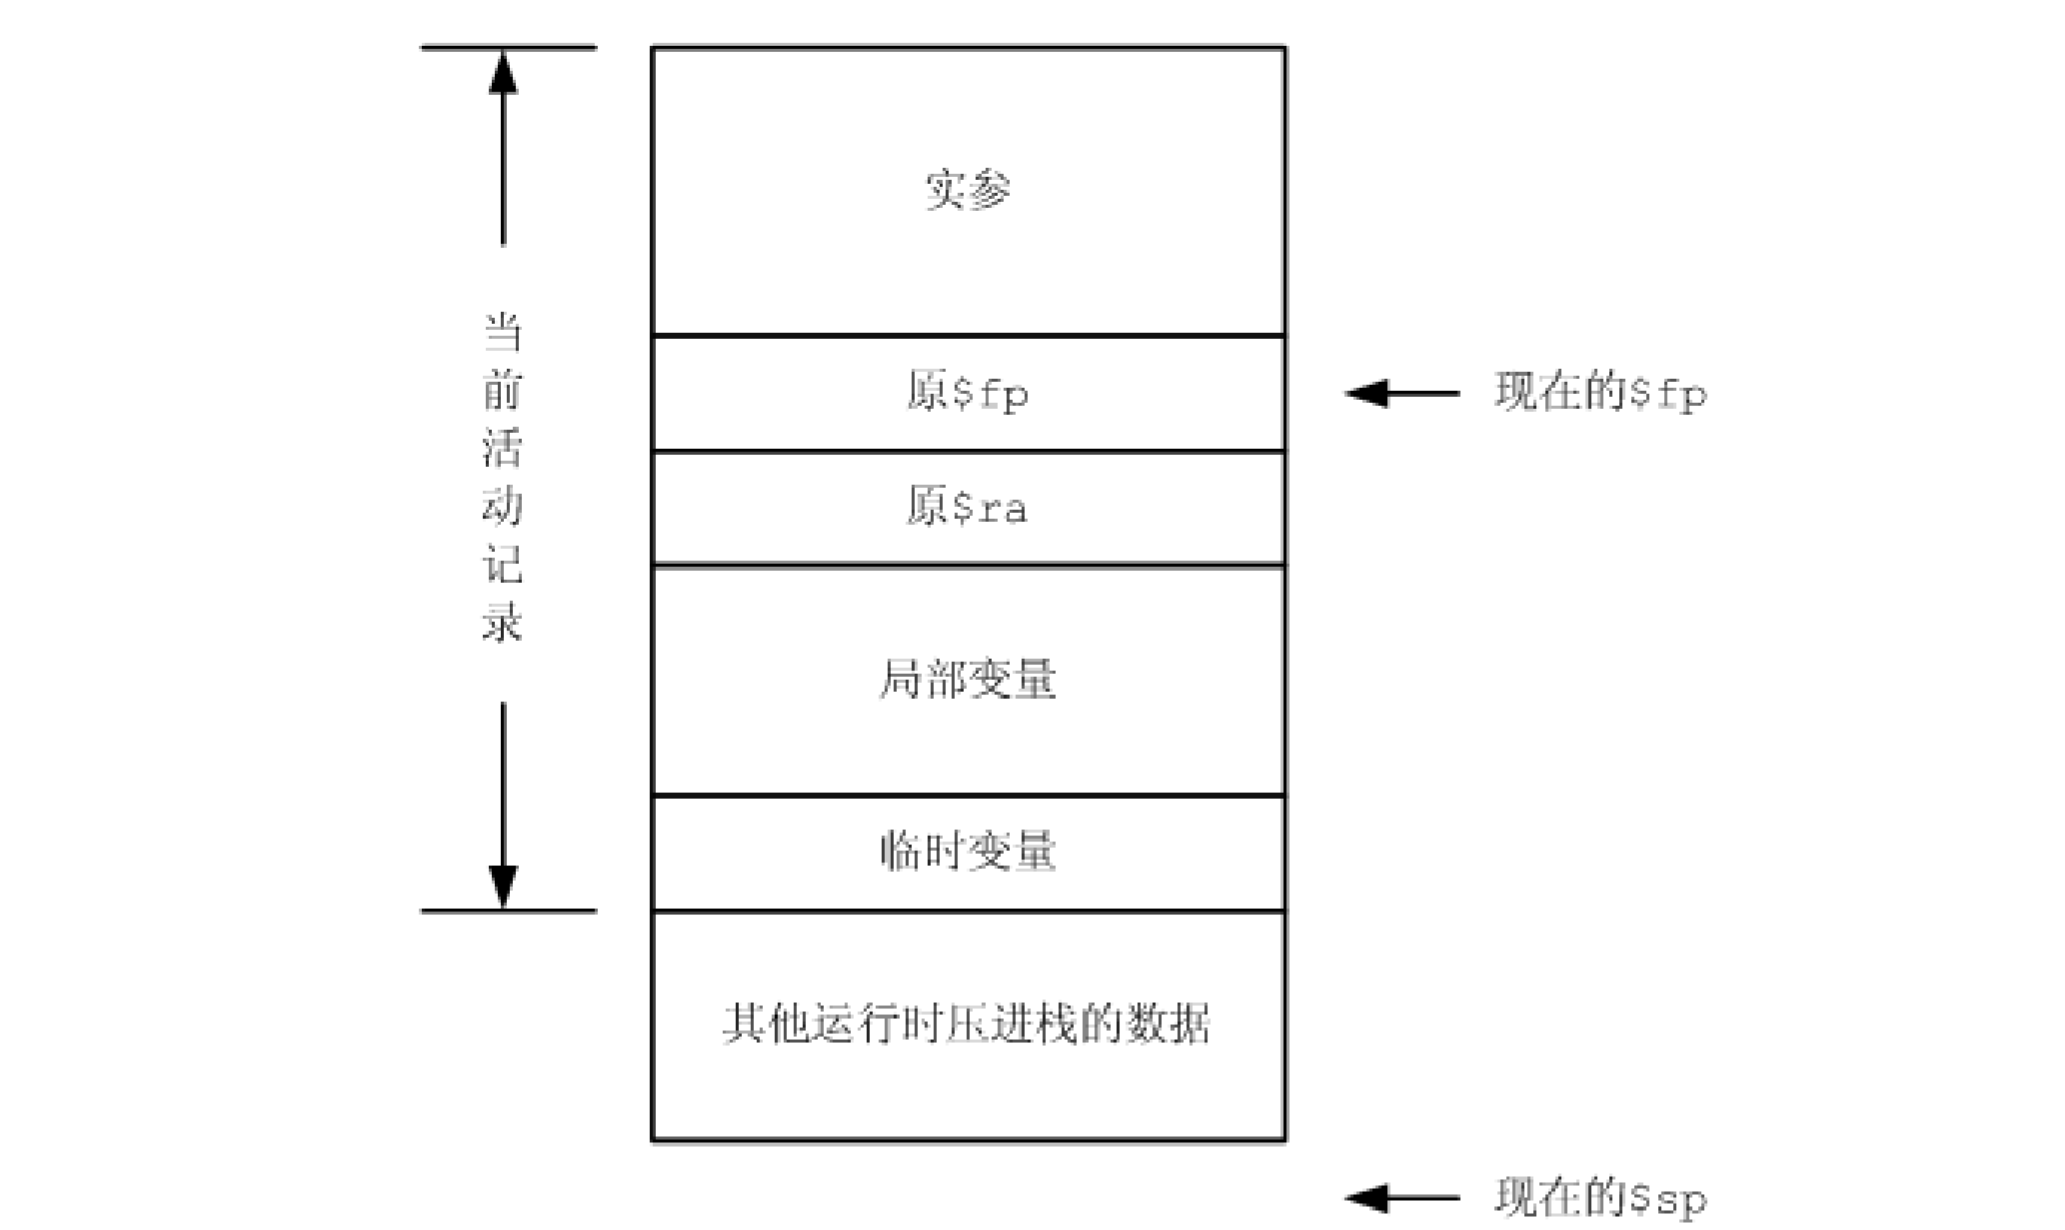 实参
当前活动记录
原$fp
现在的$fp
原$ra
局部变量
临时变量
其他运行时压进栈的数据
现在的$sp